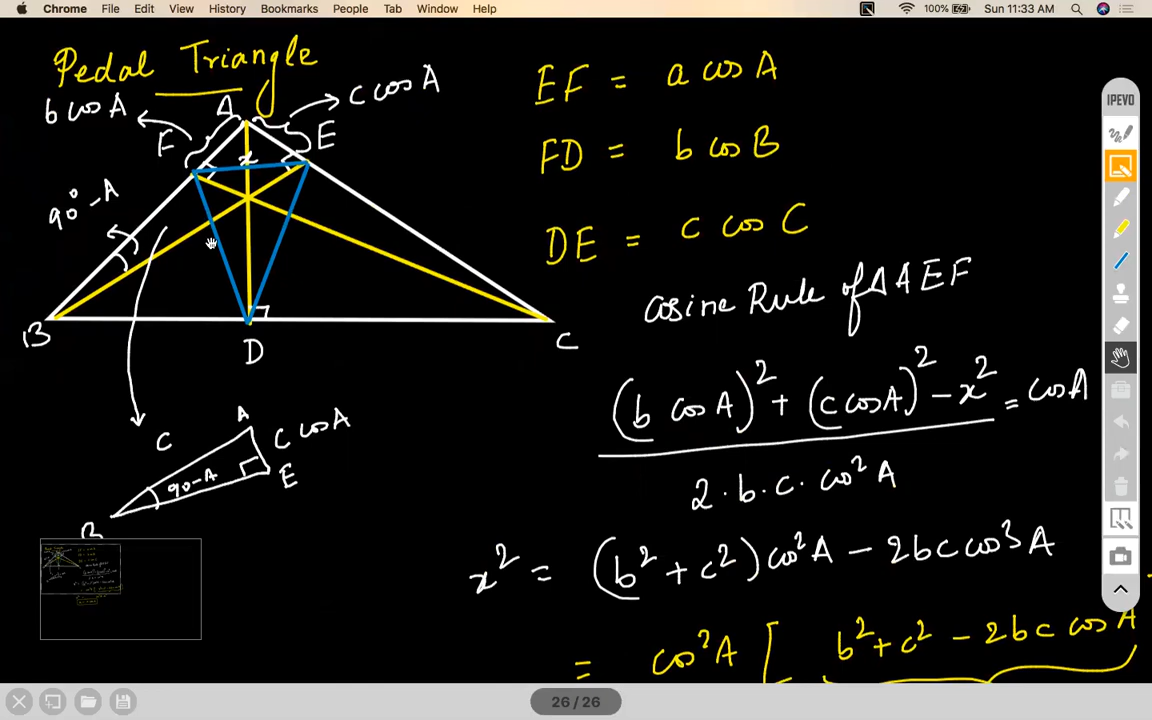 Chrome File Edit View History Bookmarks People Tab Window Help
100% Sun 11:33 AM
Pedal Triangle
b cos A
A
c cos A
F
E
x
90° - A
B
D
C
A
C
C cos A
90-A
E
B
EF = a cos A
FD = b cos B
DE = c cos C
cosine Rule of Δ AEF
(b cos A)² + (c cos A)² - x² = cos A
2 · b · c · cos² A
x² = (b² + c²) cos² A - 2bc cos³ A
= cos² A [ b² + c² - 2bc cos A
IPEVO
26 / 26